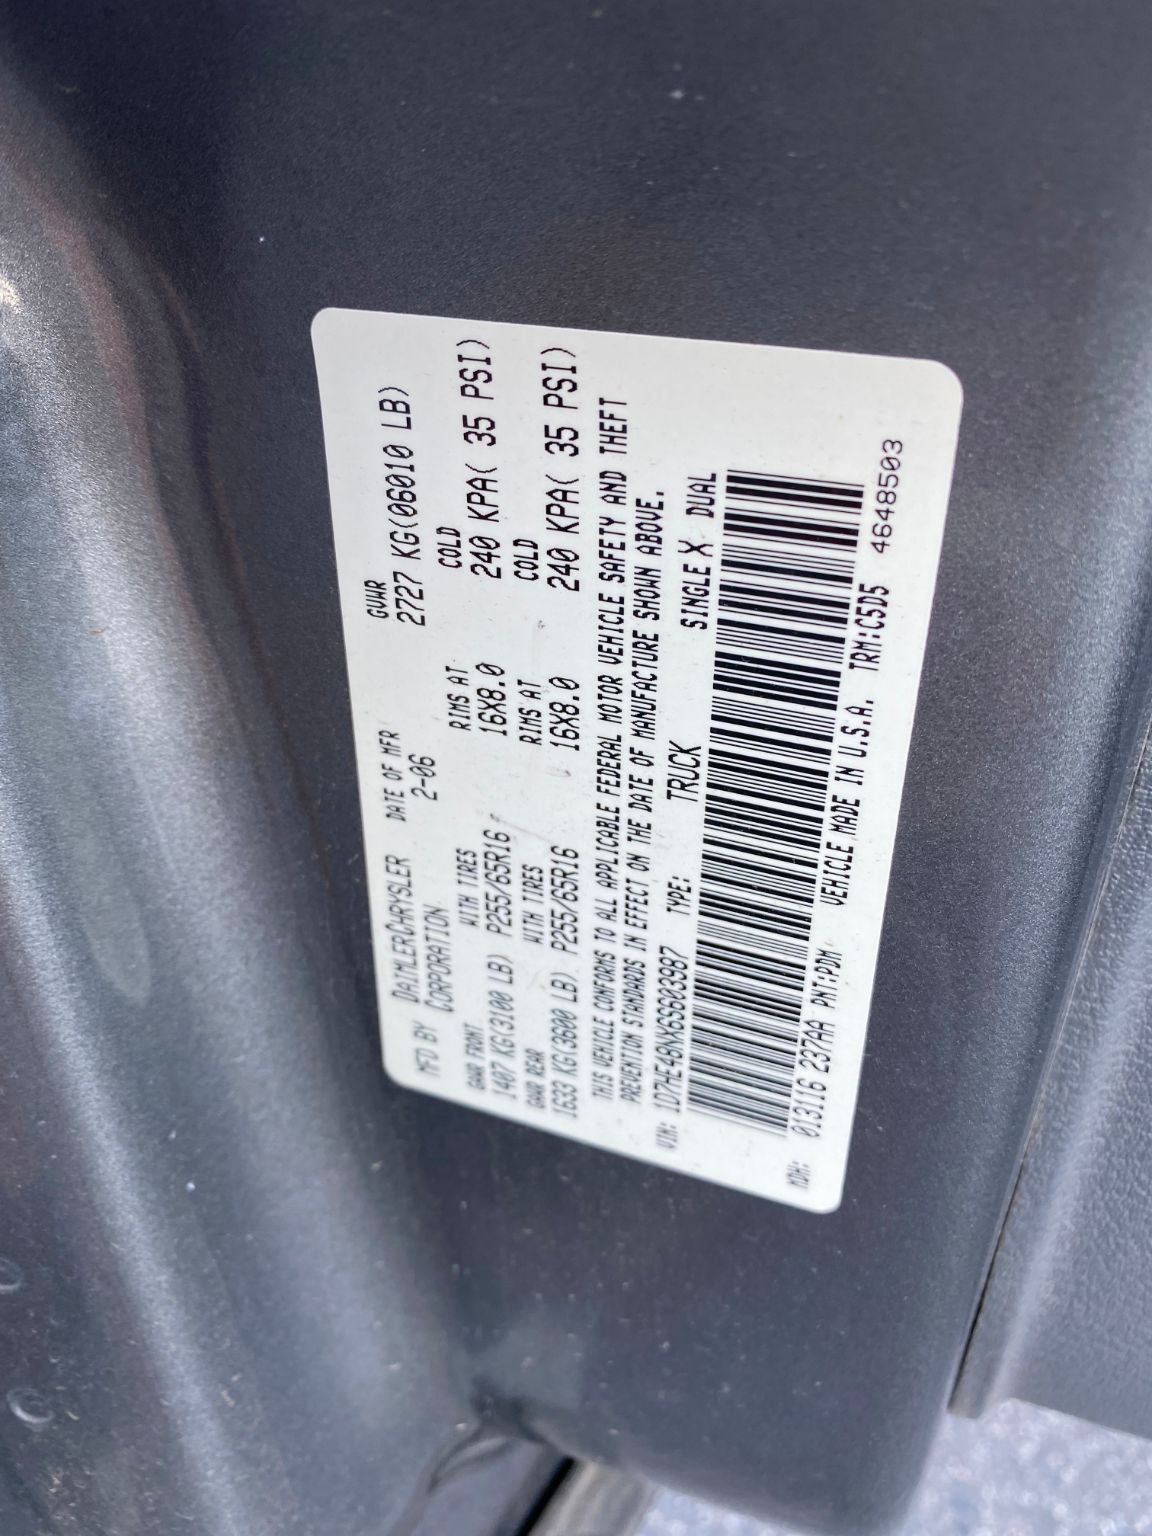 MFD BY DAIMLERCHRYSLER CORPORATION DATE OF MFR 2-06 GVWR 2727 KG(06010 LB)
GAWR FRONT WITH TIRES RIMS AT COLD
1407 KG(3100 LB) P255/65R16 16X8.0 240 KPA( 35 PSI)
GAWR REAR WITH TIRES RIMS AT COLD
1633 KG(3600 LB) P255/65R16 16X8.0 240 KPA( 35 PSI)
THIS VEHICLE CONFORMS TO ALL APPLICABLE FEDERAL MOTOR VEHICLE SAFETY AND THEFT
PREVENTION STANDARDS IN EFFECT ON THE DATE OF MANUFACTURE SHOWN ABOVE.
VIN: 1D7HE48NX6S603987 TYPE: TRUCK SINGLE X DUAL
MDH: 013116 237AA PNT:PDM VEHICLE MADE IN U.S.A. TRM:C5D5 4648503